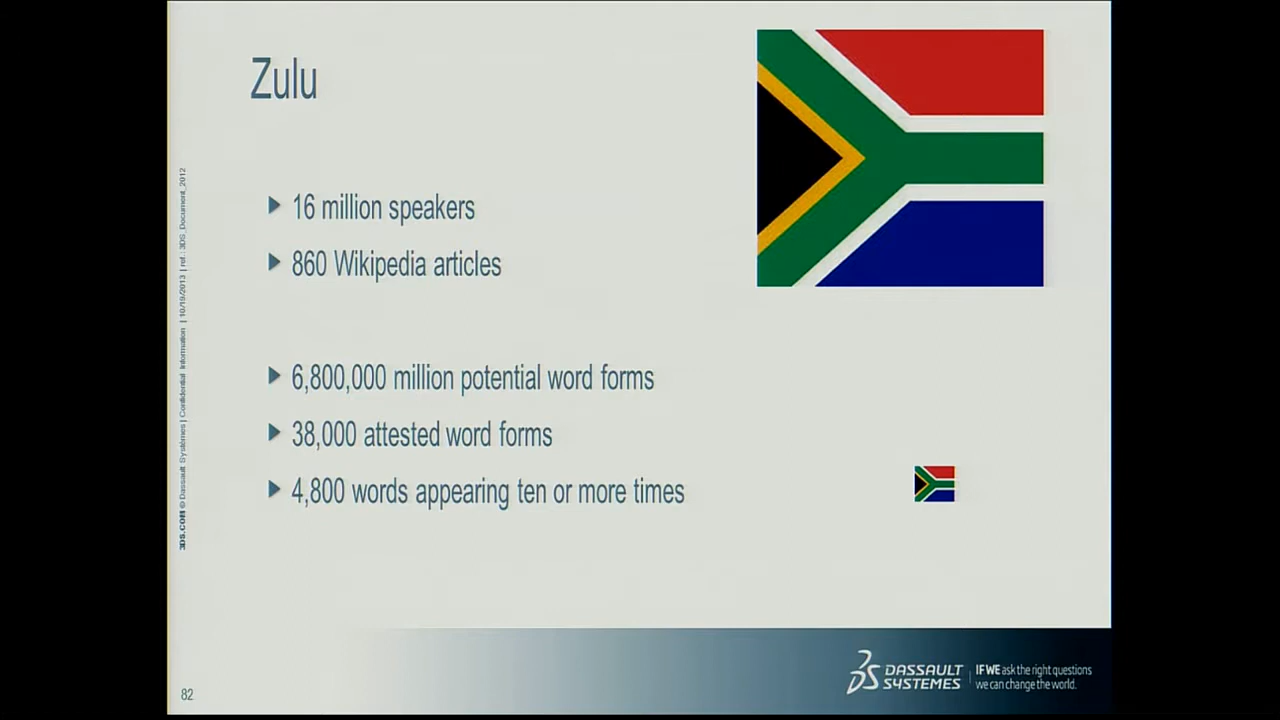 Zulu
16 million speakers
860 Wikipedia articles
6,800,000 million potential word forms
38,000 attested word forms
4,800 words appearing ten or more times
3DS.COM © Dassault Systèmes | Confidential Information | 10/19/2013 | ref.: 3DS_Document_2012
82
3DS DASSAULT SYSTEMES
IF WE ask the right questions
we can change the world.